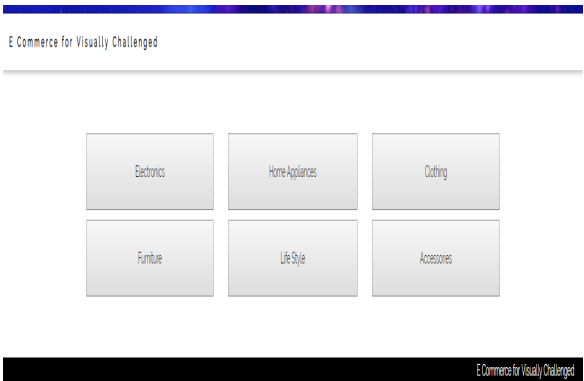 E Commerce for Visually Challenged
Electronics
Home Appliances
Clothing
Furniture
Life Style
Accessories
E Commerce for Visually Challenged